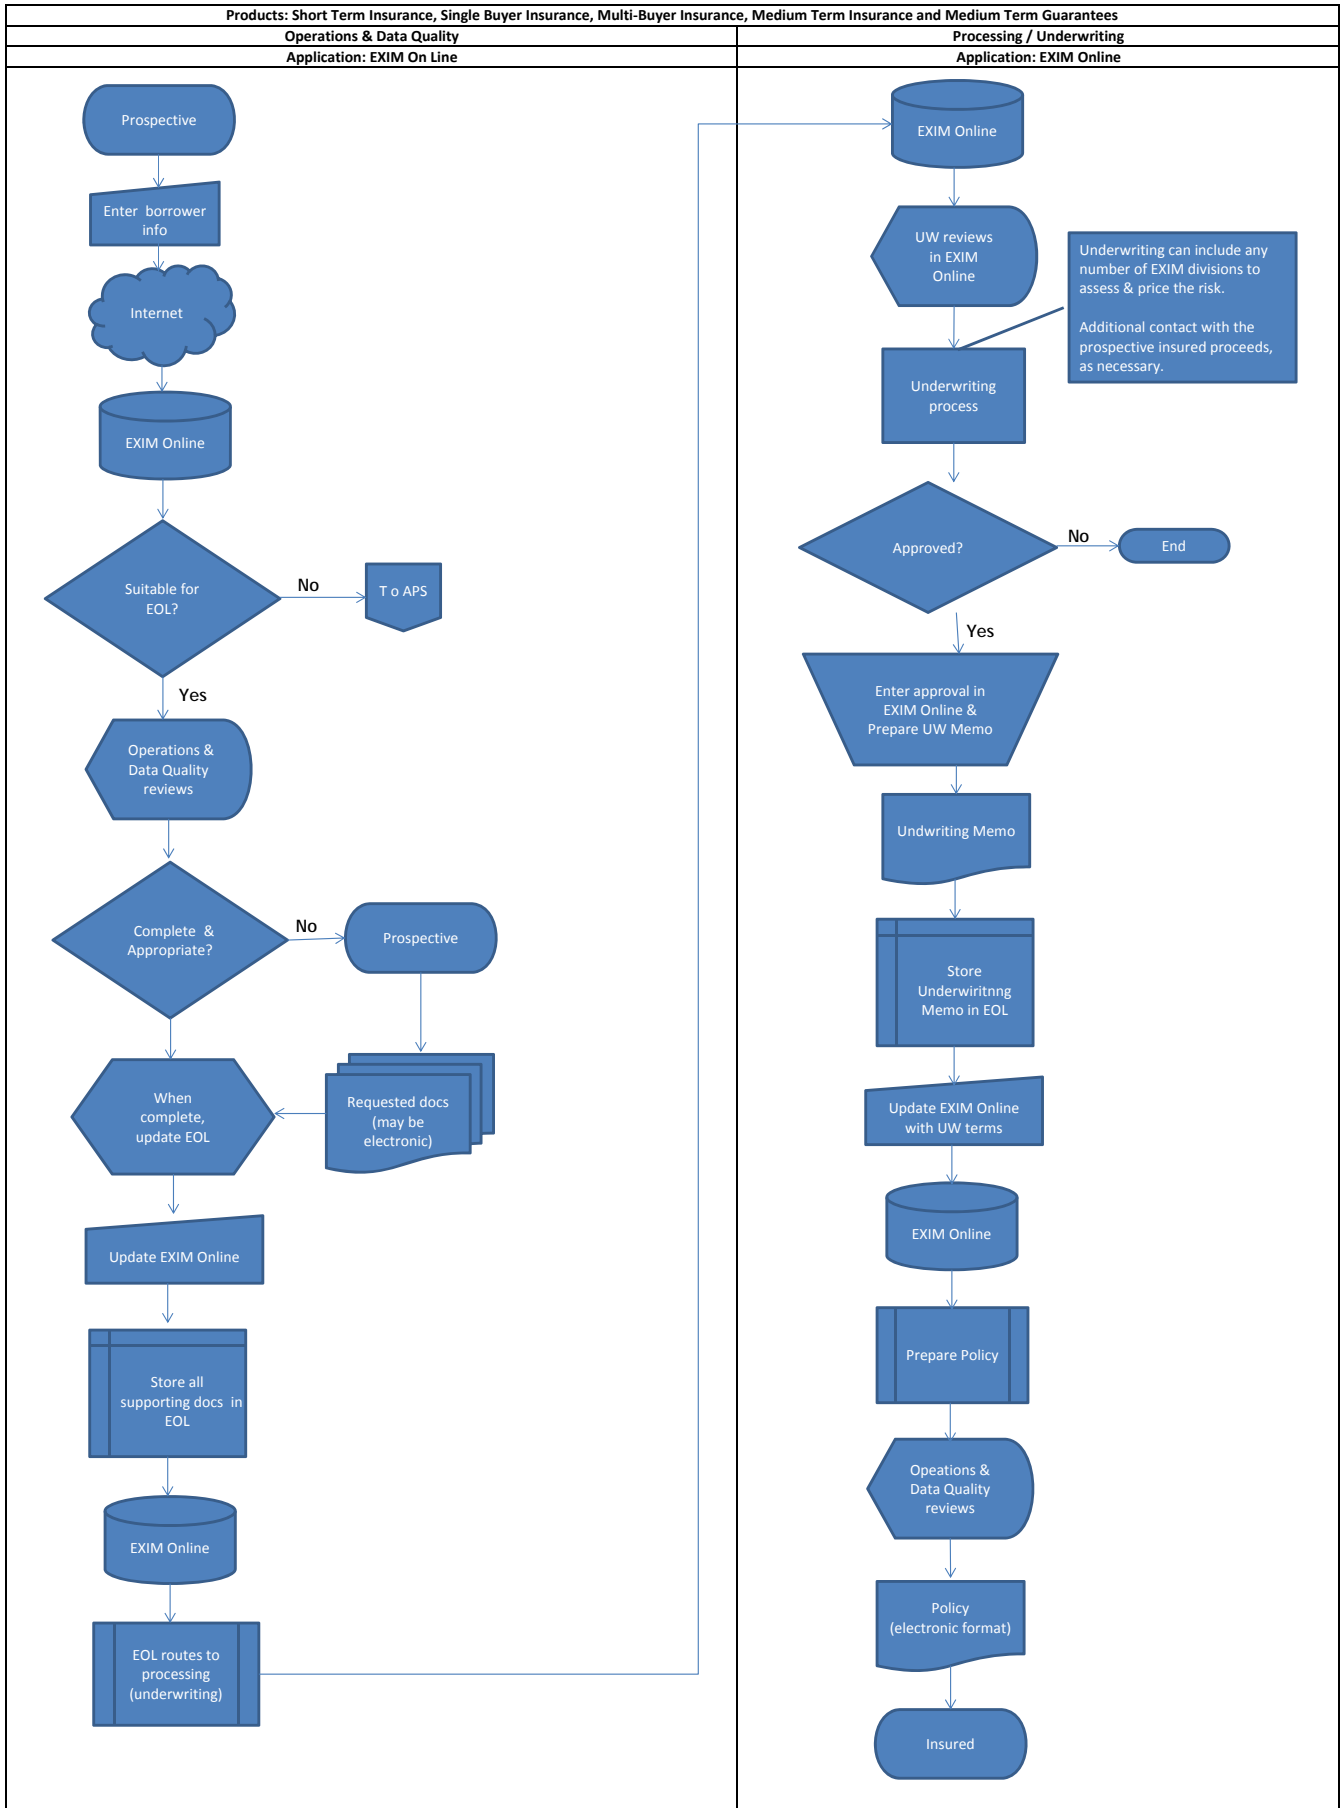 Products: Short Term Insurance, Single Buyer Insurance, Multi-Buyer Insurance, Medium Term Insurance and Medium Term Guarantees
Operations & Data Quality
Application: EXIM On Line
Prospective
Enter borrower
info
Internet
EXIM Online
Suitable for
EOL?
No
T o APS
Yes
Operations &
Data Quality
reviews
Complete &
Appropriate?
No
Prospective
Requested docs
(may be
electronic)
When
complete,
update EOL
Update EXIM Online
Store all
supporting docs in
EOL
EXIM Online
EOL routes to
processing
(underwriting)
Processing / Underwriting
Application: EXIM Online
EXIM Online
UW reviews
in EXIM
Online
Underwriting can include any
number of EXIM divisions to
assess & price the risk.
Additional contact with the
prospective insured proceeds,
as necessary.
Underwriting
process
Approved?
No
End
Yes
Enter approval in
EXIM Online &
Prepare UW Memo
Undwriting Memo
Store
Underwiritnng
Memo in EOL
Update EXIM Online
with UW terms
EXIM Online
Prepare Policy
Opeations &
Data Quality
reviews
Policy
(electronic format)
Insured